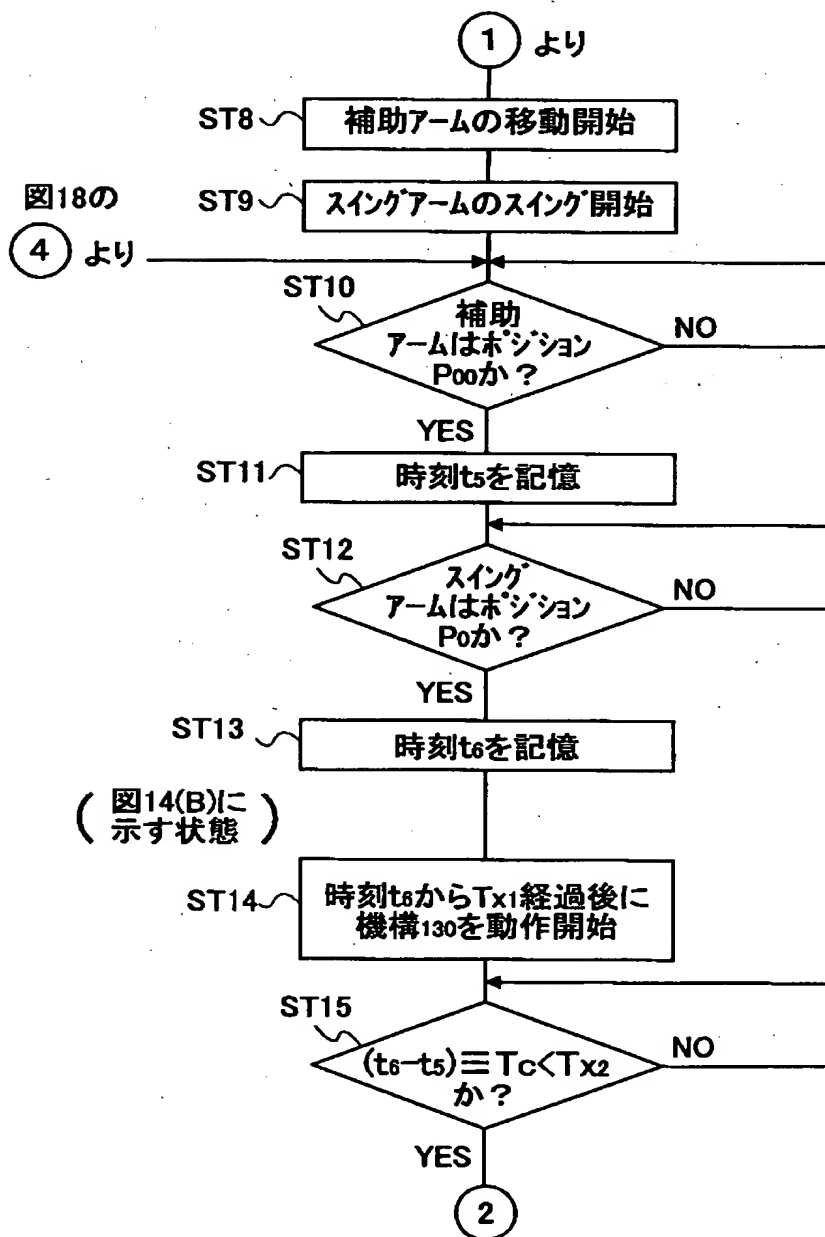 1 より
ST8 補助アームの移動開始
図18の
ST9 スイングアームのスイング開始
4 より
ST10
補助
アームはポジション
P00か？
NO
YES
ST11 時刻t5を記憶
ST12
スイング
アームはポジション
P0か？
NO
YES
ST13 時刻t6を記憶
( 図14(B)に
示す状態 )
ST14 時刻t6からTX1経過後に
機構130を動作開始
ST15
(t6−t5)≡TC<TX2
か？
NO
YES
2